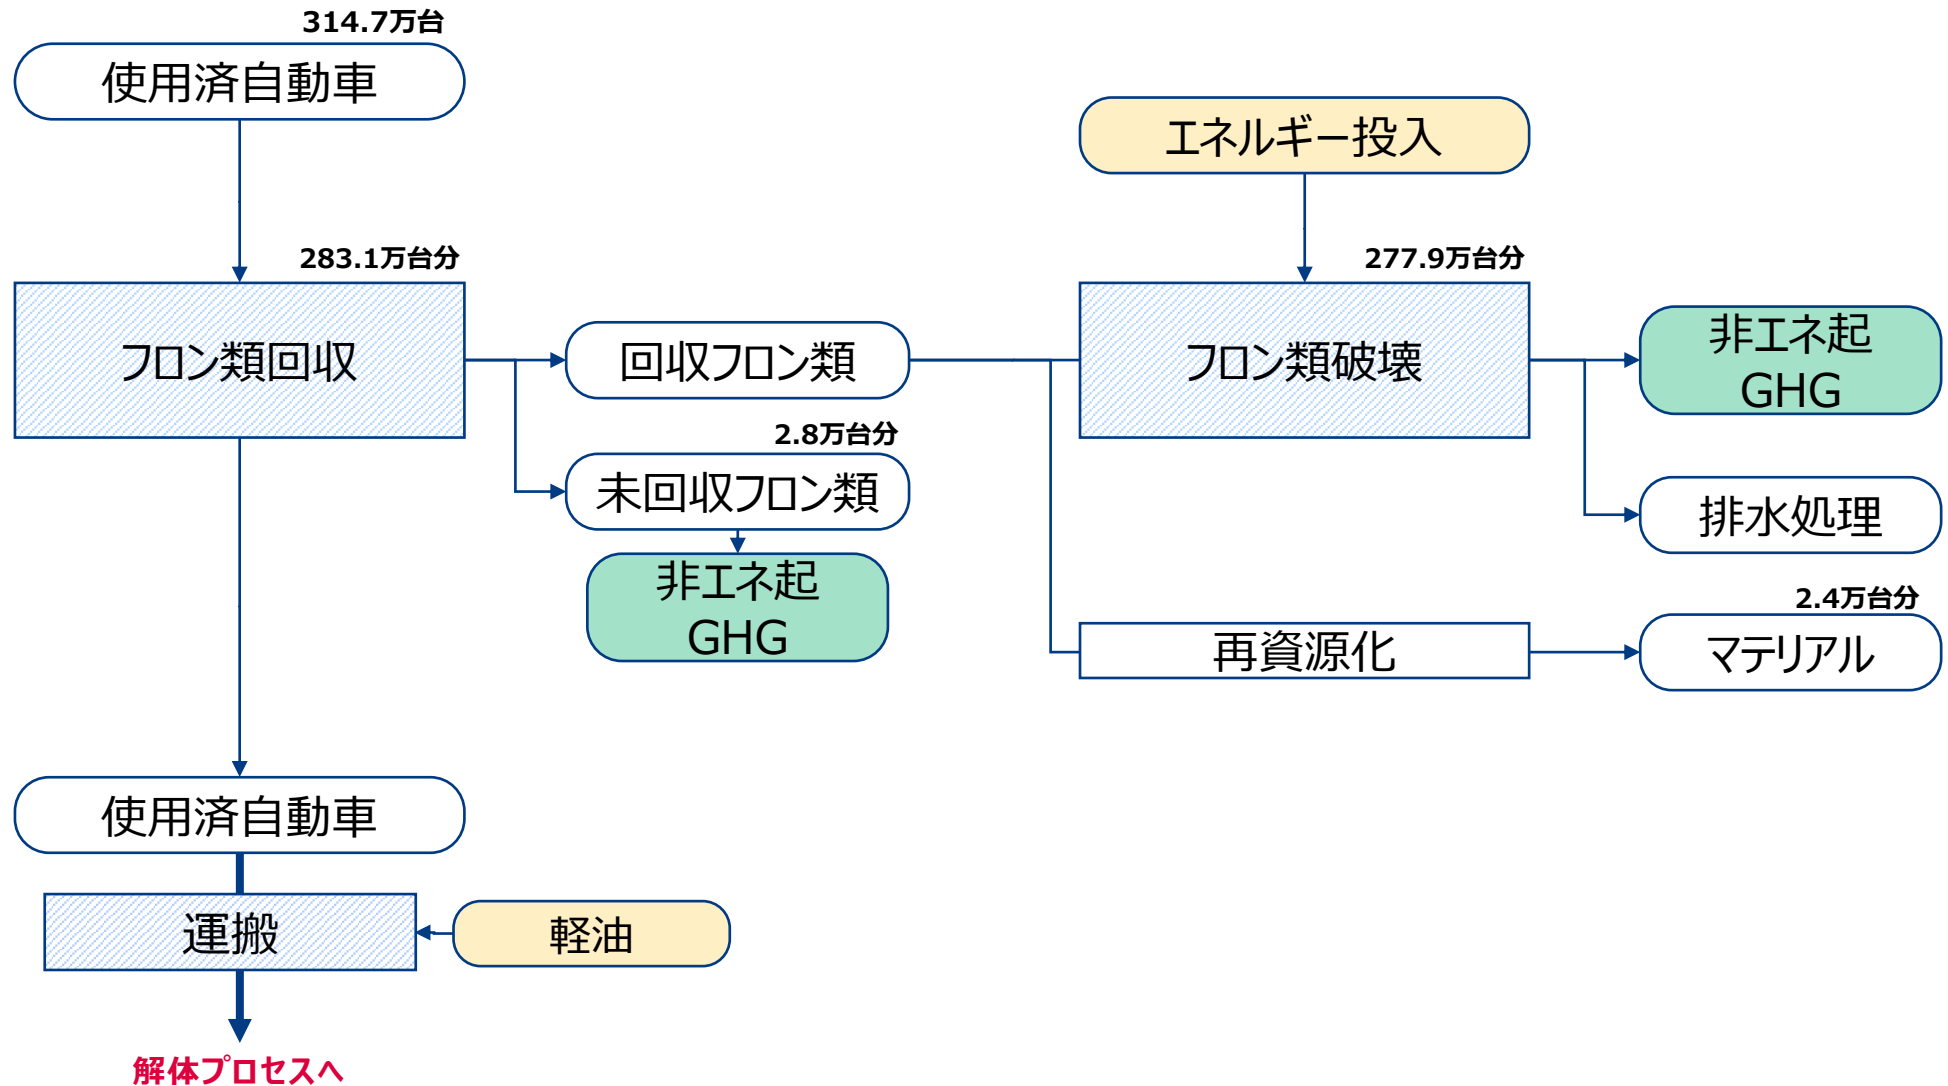 314.7万台
使用済自動車
エネルギー投入
283.1万台分
277.9万台分
フロン類回収
回収フロン類
フロン類破壊
非エネ起
GHG
2.8万台分
未回収フロン類
排水処理
非エネ起
GHG
2.4万台分
再資源化
マテリアル
使用済自動車
運搬
軽油
解体プロセスへ